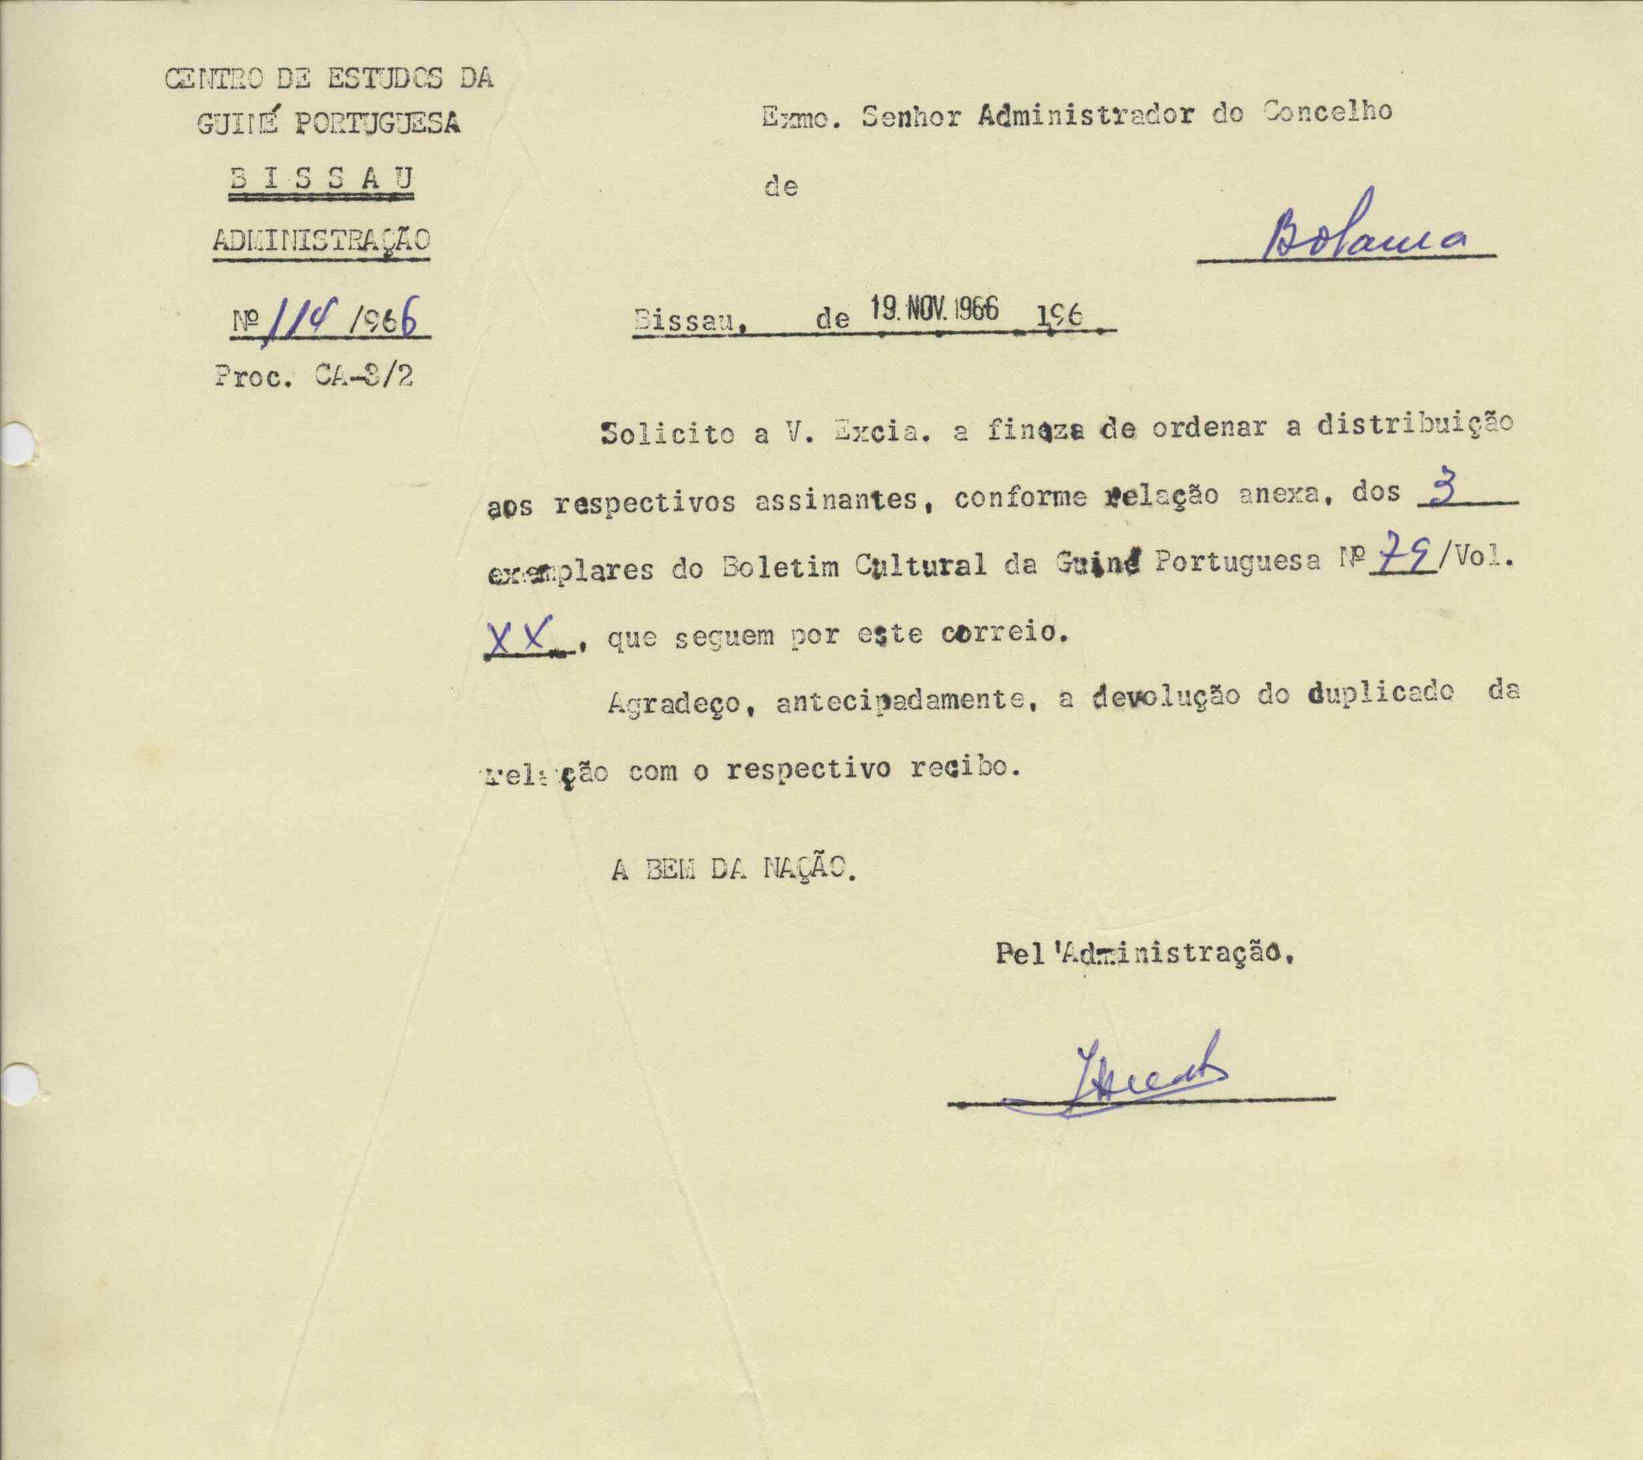 CENTRO DE ESTUDOS DA
GUINÉ PORTUGUESA
B I S S A U
ADMINISTRAÇÃO
Nº 114 /966
Proc. CA-8/2
Exmo. Senhor Administrador do Concelho
de
Bolama
Bissau, de 19. NOV. 1966 196
Solicito a V. Excia. a fineza de ordenar a distribuição
aos respectivos assinantes, conforme relação anexa, dos 3
exemplares do Boletim Cultural da Guiné Portuguesa Nº 79/Vol.
XX, que seguem por este correio.
Agradeço, antecipadamente, a devolução do duplicado da
relação com o respectivo recibo.
A BEM DA NAÇÃO.
Pel'Administração,